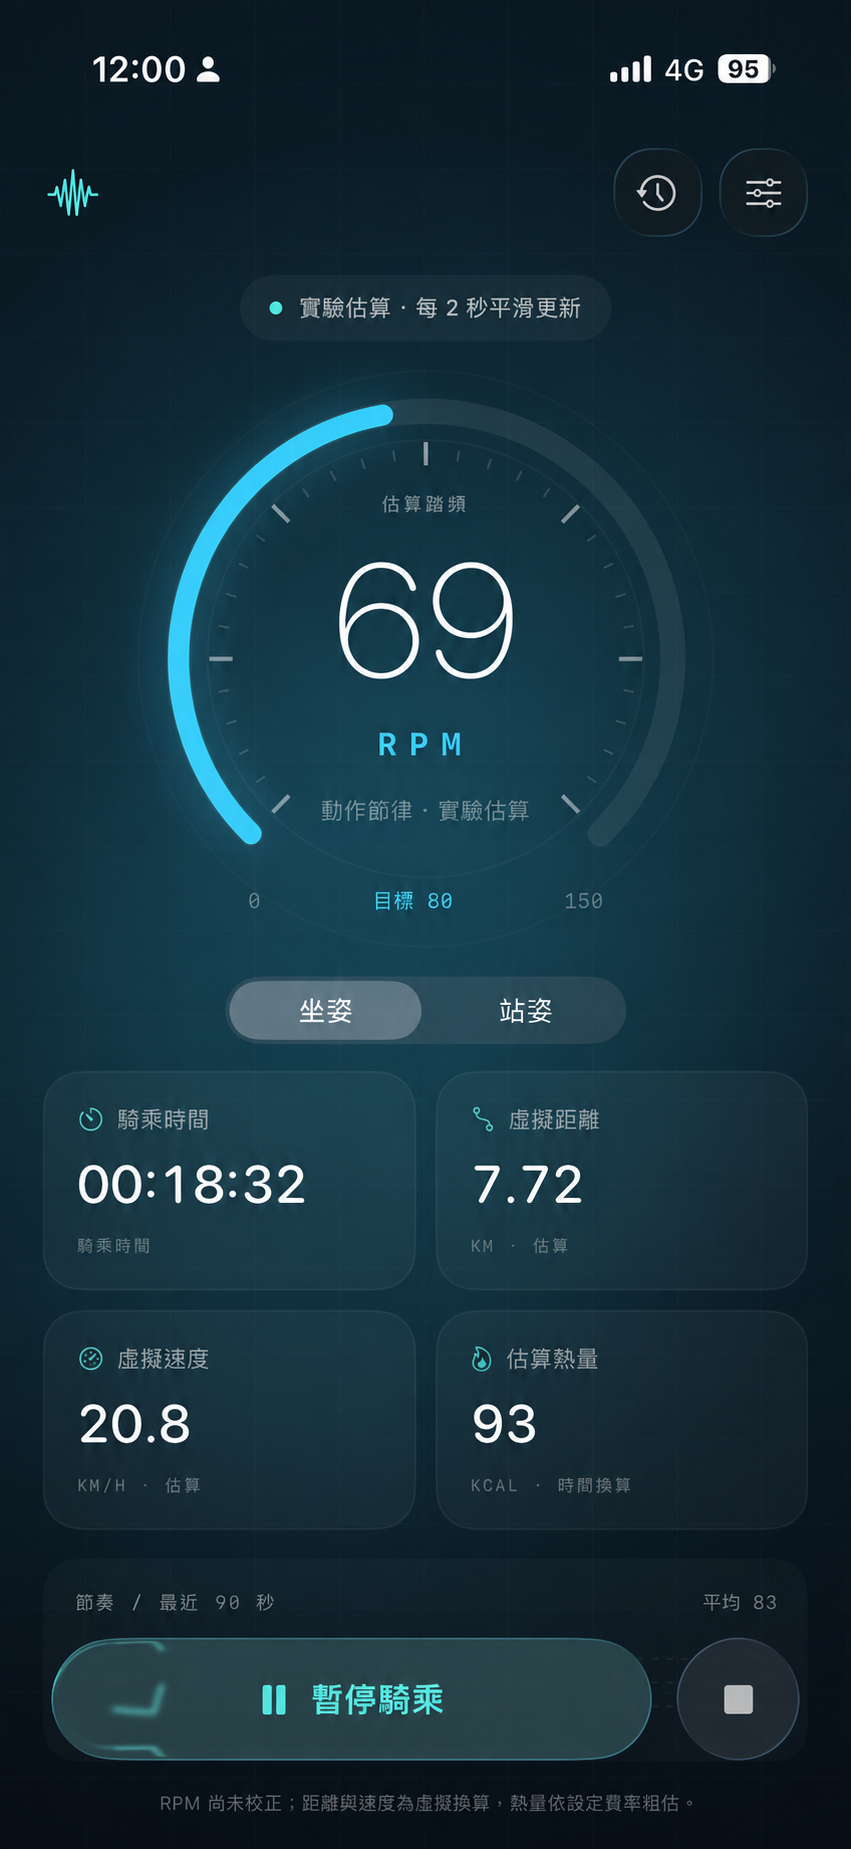 12:00 4G 95
實驗估算 · 每 2 秒平滑更新
估算踏頻
69
RPM
動作節律 · 實驗估算
0 目標 80 150
坐姿 站姿
騎乘時間
00:18:32
騎乘時間
虛擬距離
7.72
KM · 估算
虛擬速度
20.8
KM/H · 估算
估算熱量
93
KCAL · 時間換算
節奏 / 最近 90 秒 平均 83
暫停騎乘
RPM 尚未校正；距離與速度為虛擬換算，熱量依設定費率粗估。